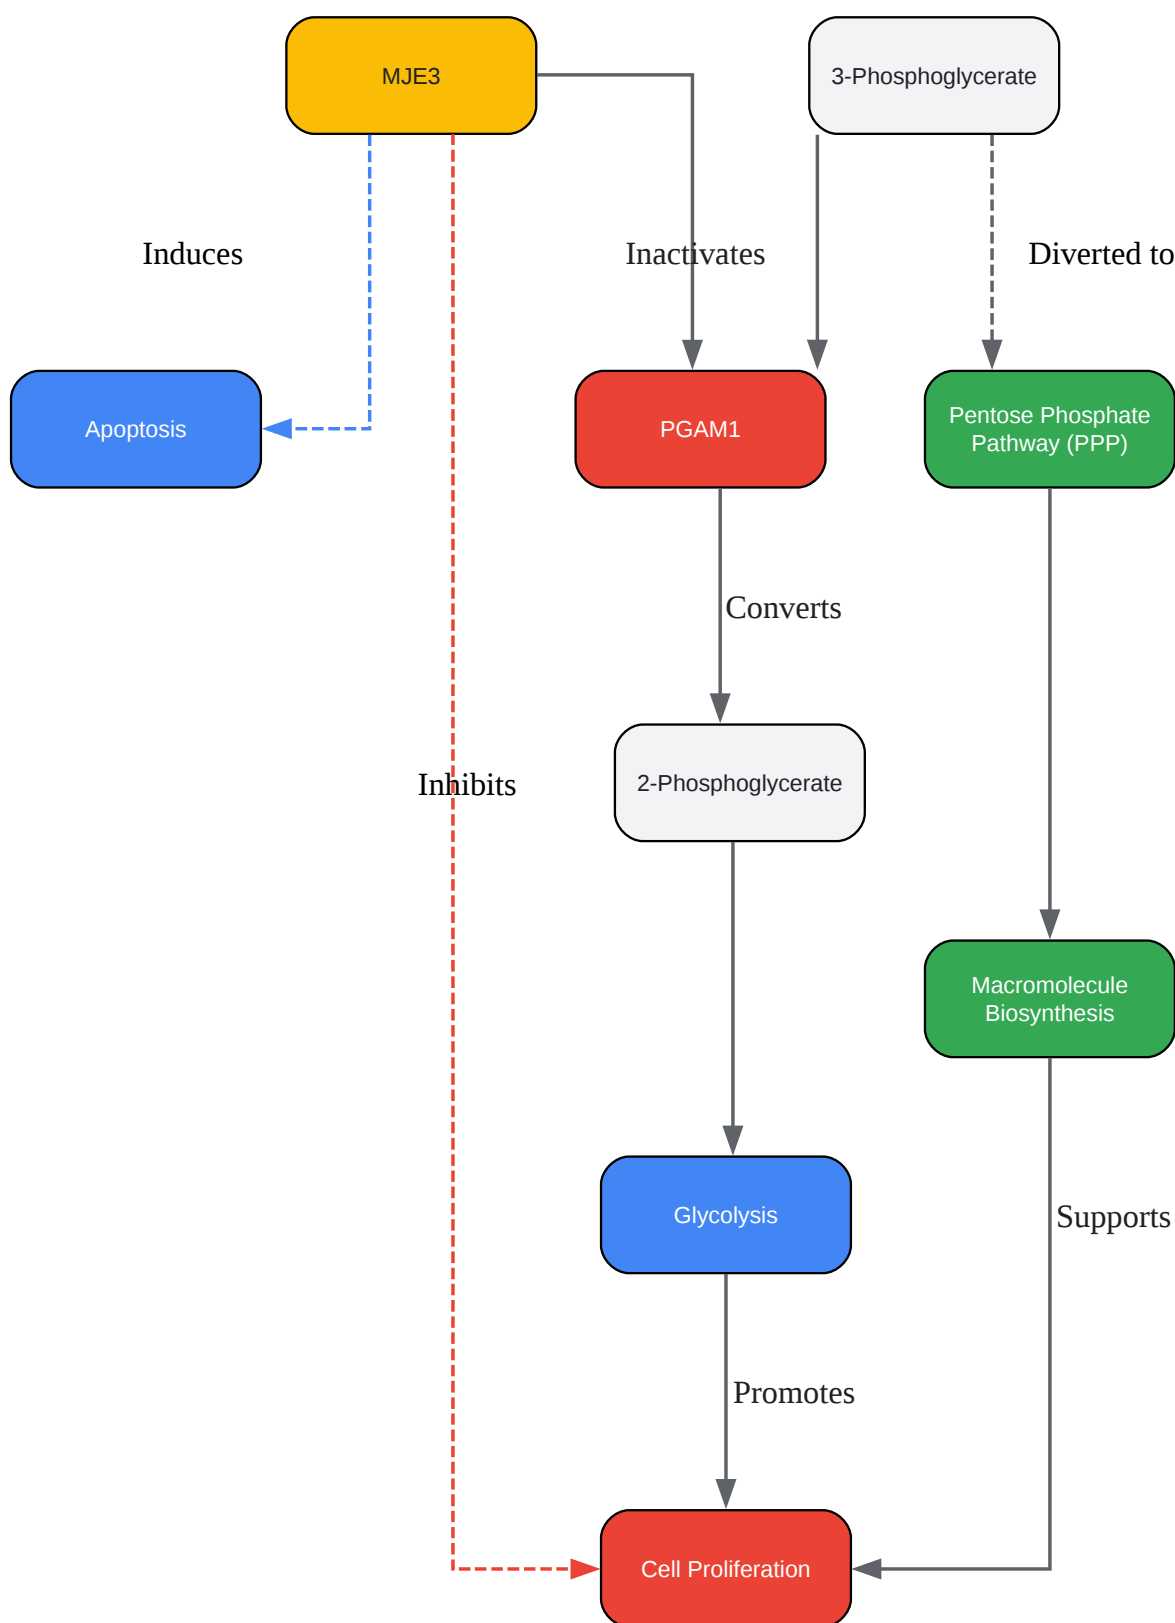 MJE3
3-Phosphoglycerate
Induces
Inactivates
Diverted to
Apoptosis
PGAM1
Pentose Phosphate
Pathway (PPP)
Converts
2-Phosphoglycerate
Inhibits
Macromolecule
Biosynthesis
Glycolysis
Supports
Promotes
Cell Proliferation